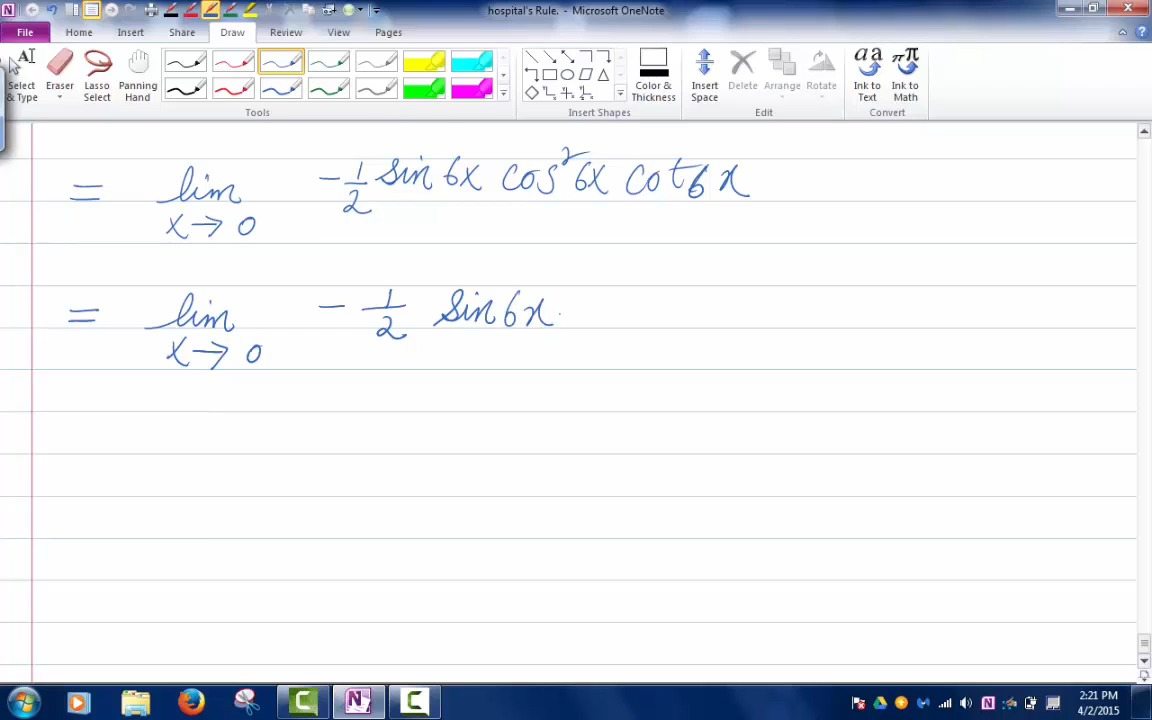 hospital's Rule. - Microsoft OneNote
File Home Insert Share Draw Review View Pages
Select & Type Eraser Lasso Select Panning Hand Color & Thickness Insert Space Delete Arrange Rotate Ink to Text Ink to Math
Tools Insert Shapes Edit Convert
= lim x→0 -1/2 sin 6x cos² 6x cot 6x
= lim x→0 - 1/2 sin 6x
2:21 PM
4/2/2015